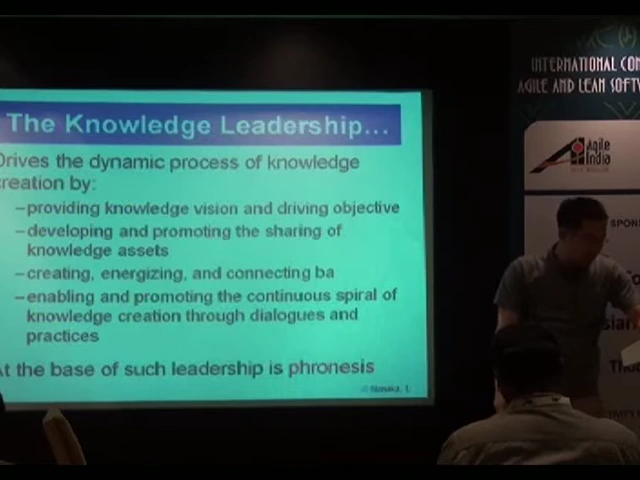 The Knowledge Leadership...
Drives the dynamic process of knowledge
creation by:
–providing knowledge vision and driving objective
–developing and promoting the sharing of
knowledge assets
–creating, energizing, and connecting ba
–enabling and promoting the continuous spiral of
knowledge creation through dialogues and
practices
At the base of such leadership is phronesis
© Nonaka, I.
INTERNATIONAL CON
AGILE AND LEAN SOFTW
Agile
India
SPONS